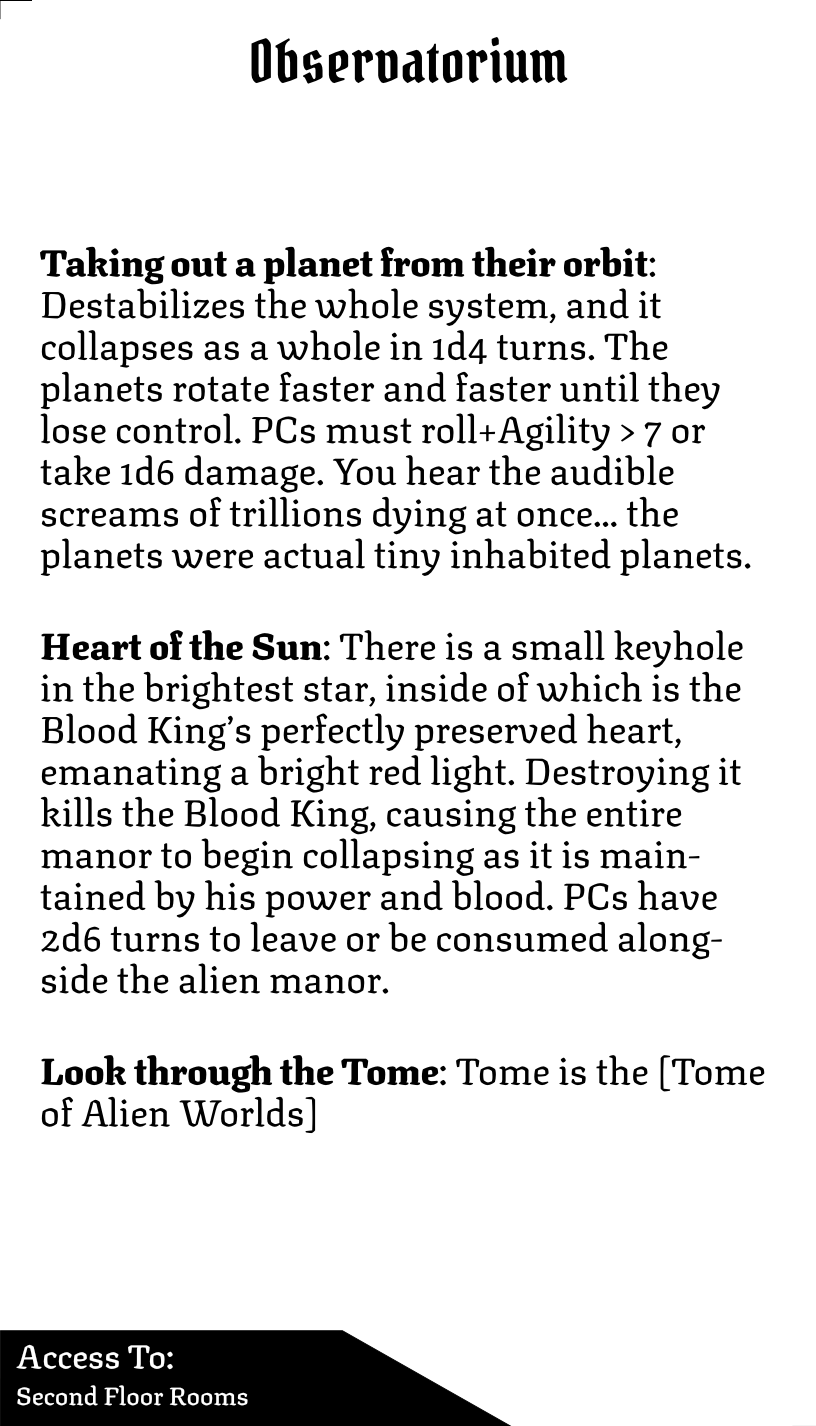 Observatorium
Taking out a planet from their orbit:
Destabilizes the whole system, and it
collapses as a whole in 1d4 turns. The
planets rotate faster and faster until they
lose control. PCs must roll+Agility > 7 or
take 1d6 damage. You hear the audible
screams of trillions dying at once... the
planets were actual tiny inhabited planets.
Heart of the Sun: There is a small keyhole
in the brightest star, inside of which is the
Blood King’s perfectly preserved heart,
emanating a bright red light. Destroying it
kills the Blood King, causing the entire
manor to begin collapsing as it is main-
tained by his power and blood. PCs have
2d6 turns to leave or be consumed along-
side the alien manor.
Look through the Tome: Tome is the [Tome
of Alien Worlds]
Access To:
Second Floor Rooms